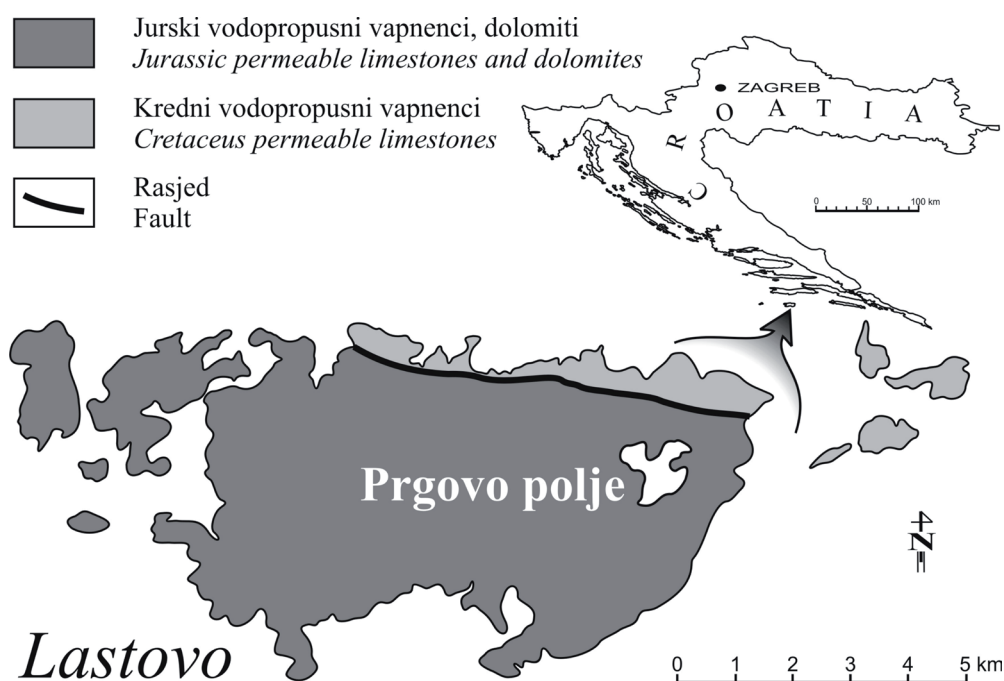 Jurski vodopropusni vapnenci, dolomiti
Jurassic permeable limestones and dolomites
Kredni vodopropusni vapnenci
Cretaceus permeable limestones
Rasjed
Fault
ZAGREB
CROATIA
0 50 100 km
Prgovo polje
N
Lastovo
0 1 2 3 4 5 km